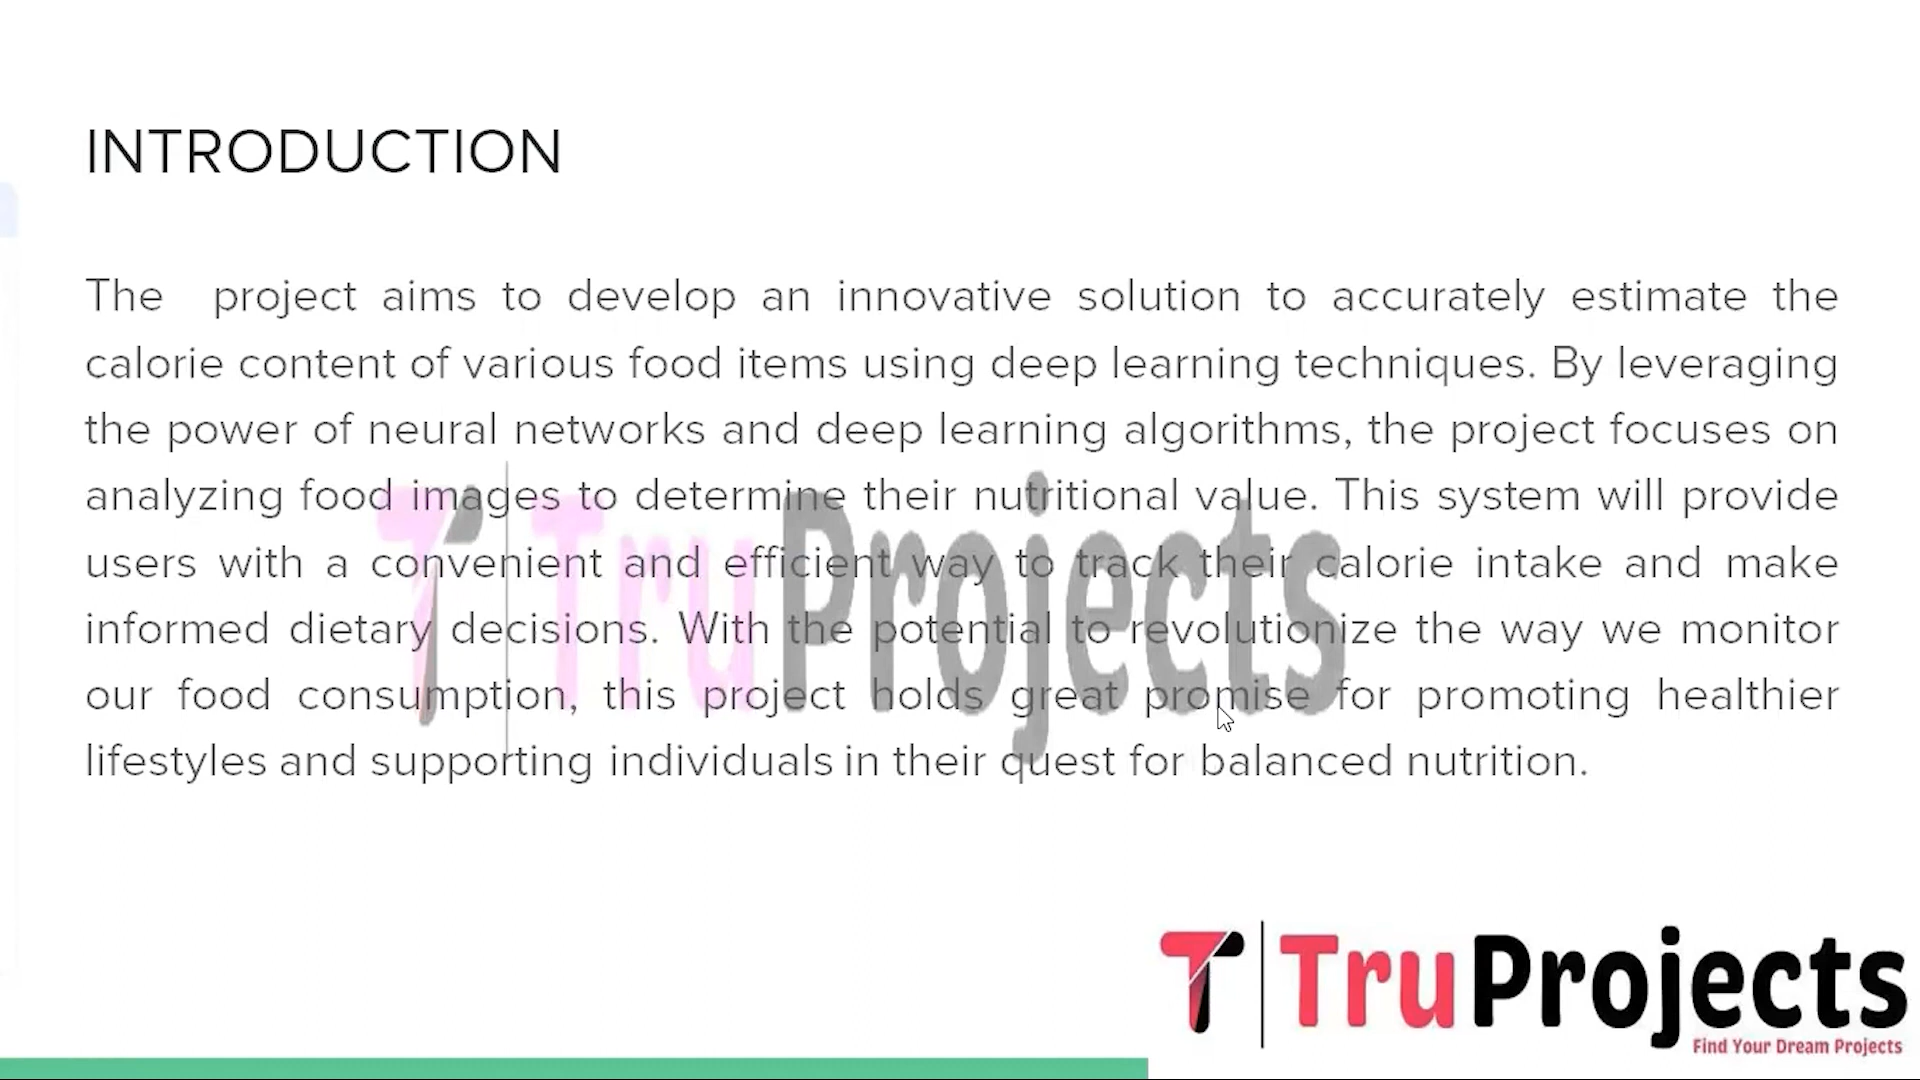 INTRODUCTION
The project aims to develop an innovative solution to accurately estimate the
calorie content of various food items using deep learning techniques. By leveraging
the power of neural networks and deep learning algorithms, the project focuses on
analyzing food images to determine their nutritional value. This system will provide
users with a convenient and efficient way to track their calorie intake and make
informed dietary decisions. With the potential to revolutionize the way we monitor
our food consumption, this project holds great promise for promoting healthier
lifestyles and supporting individuals in their quest for balanced nutrition.
TruProjects
TruProjects
Find Your Dream Projects